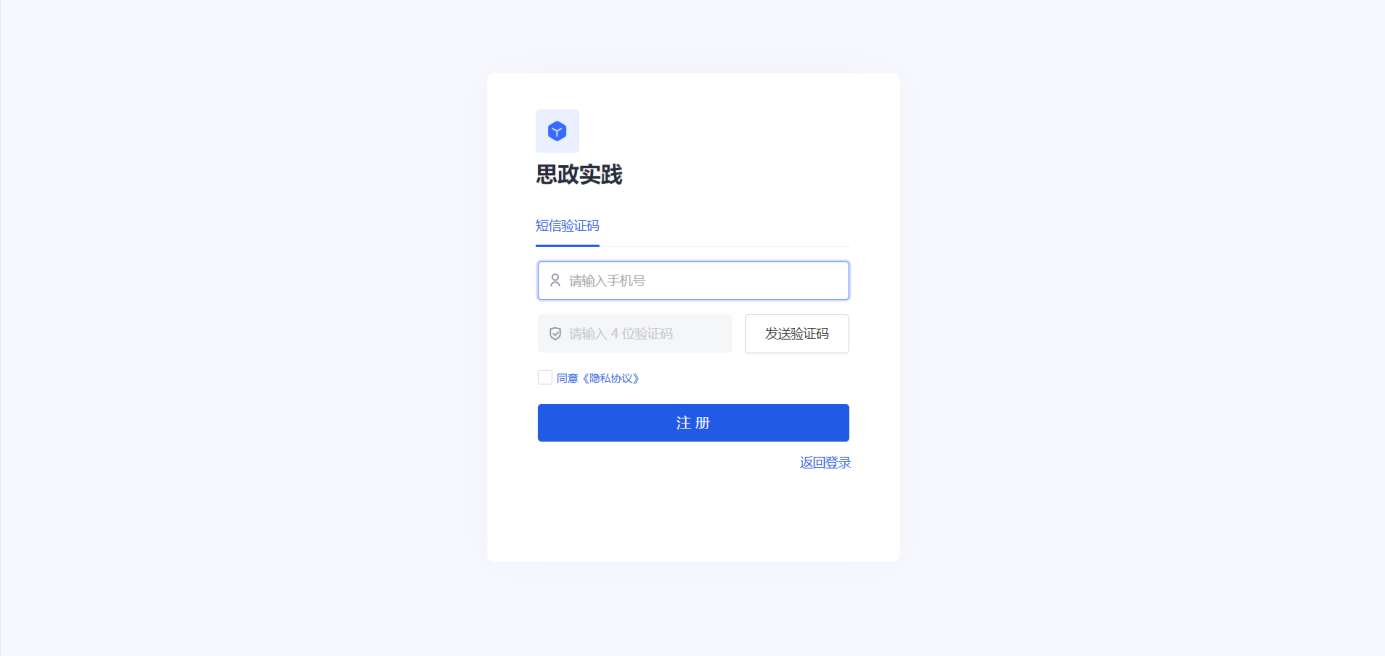 思政实践
短信验证码
请输入手机号
请输入 4 位验证码
发送验证码
同意《隐私协议》
注 册
返回登录